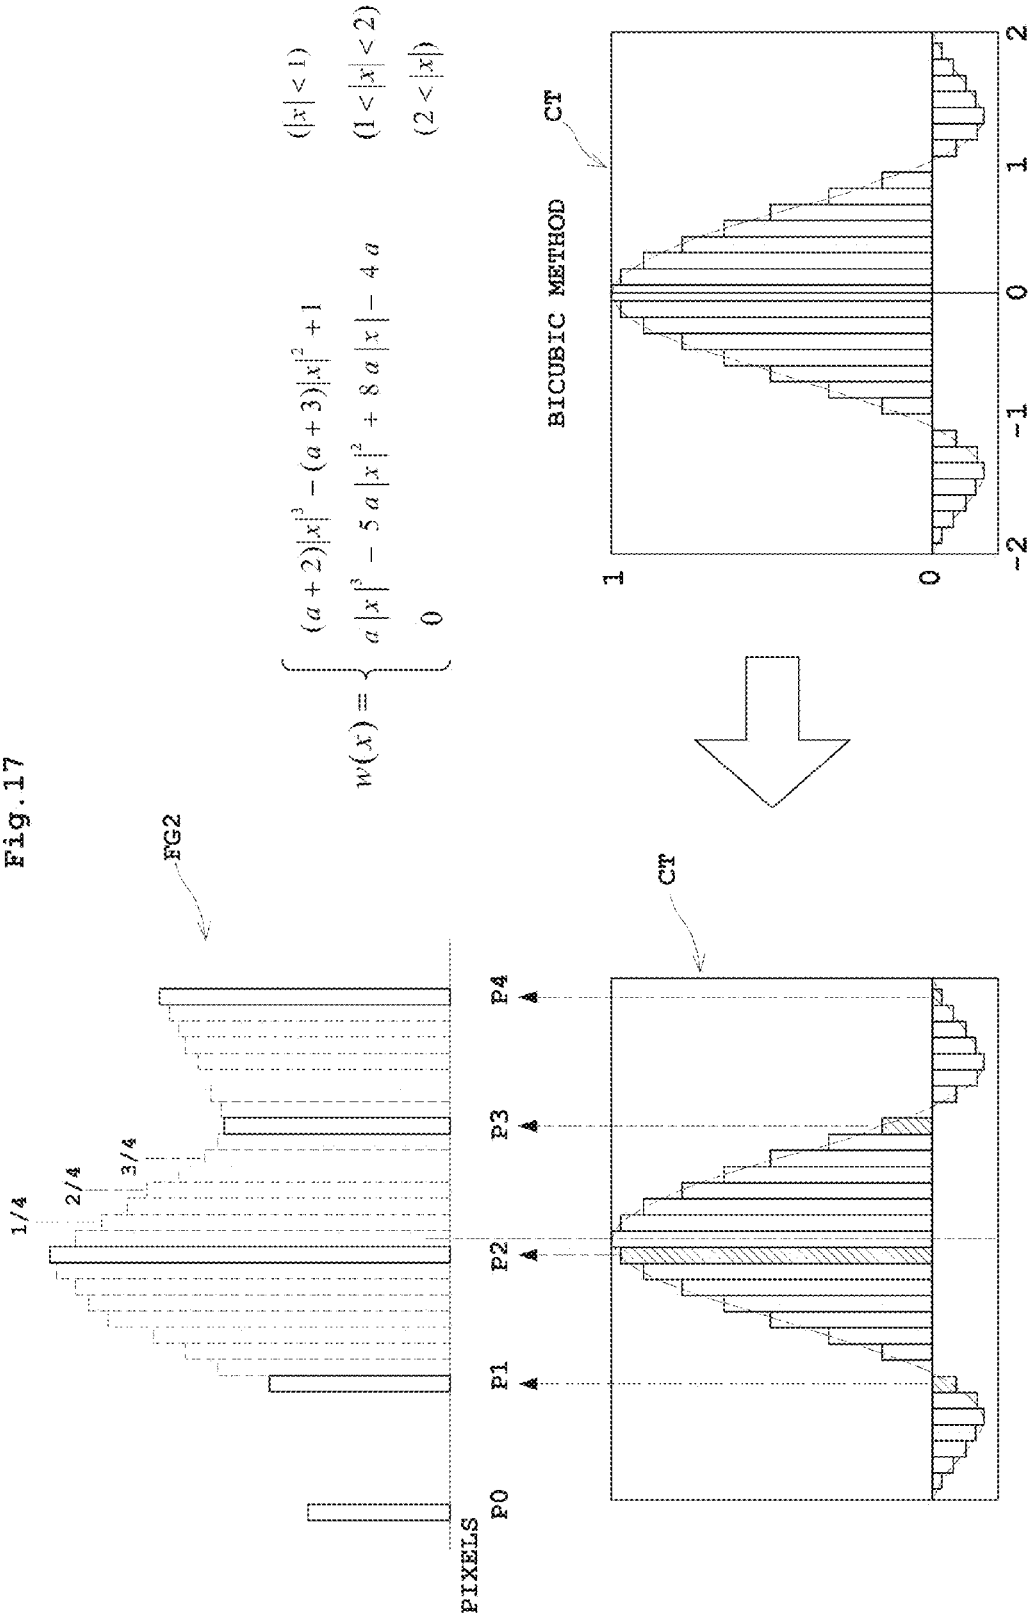 Fig.17
FG2
1/4
2/4
3/4
PIXELS
P0
P1
P2
P3
P4
CT
w(x) = { (a + 2)|x|³ − (a + 3)|x|² + 1 (|x| < 1)
a|x|³ − 5a|x|² + 8a|x| − 4a (1 < |x| < 2)
0 (2 < |x|)
BICUBIC METHOD
CT
1
0
-2
-1
0
1
2